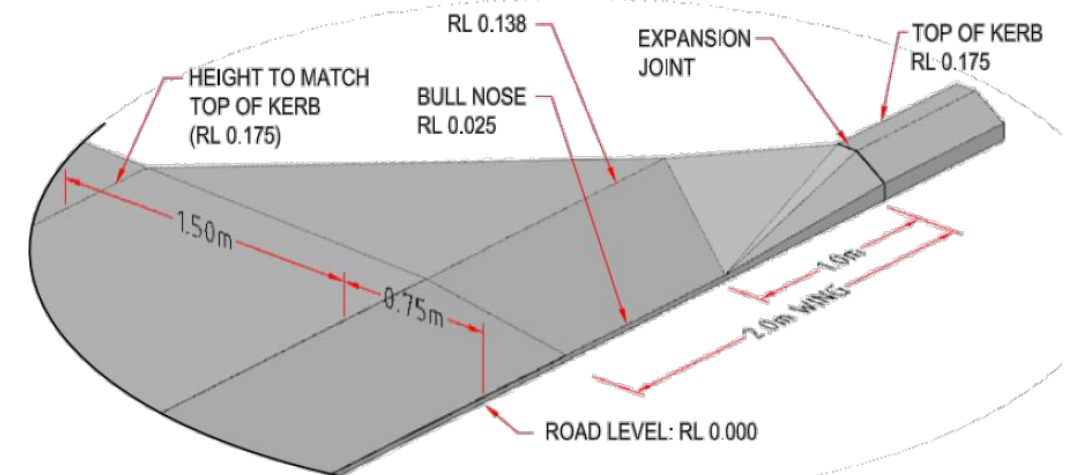 RL 0.138
EXPANSION
JOINT
TOP OF KERB
RL 0.175
HEIGHT TO MATCH
TOP OF KERB
(RL 0.175)
BULL NOSE
RL 0.025
1.50m
0.75m
1.0m
2.0m WING
ROAD LEVEL: RL 0.000